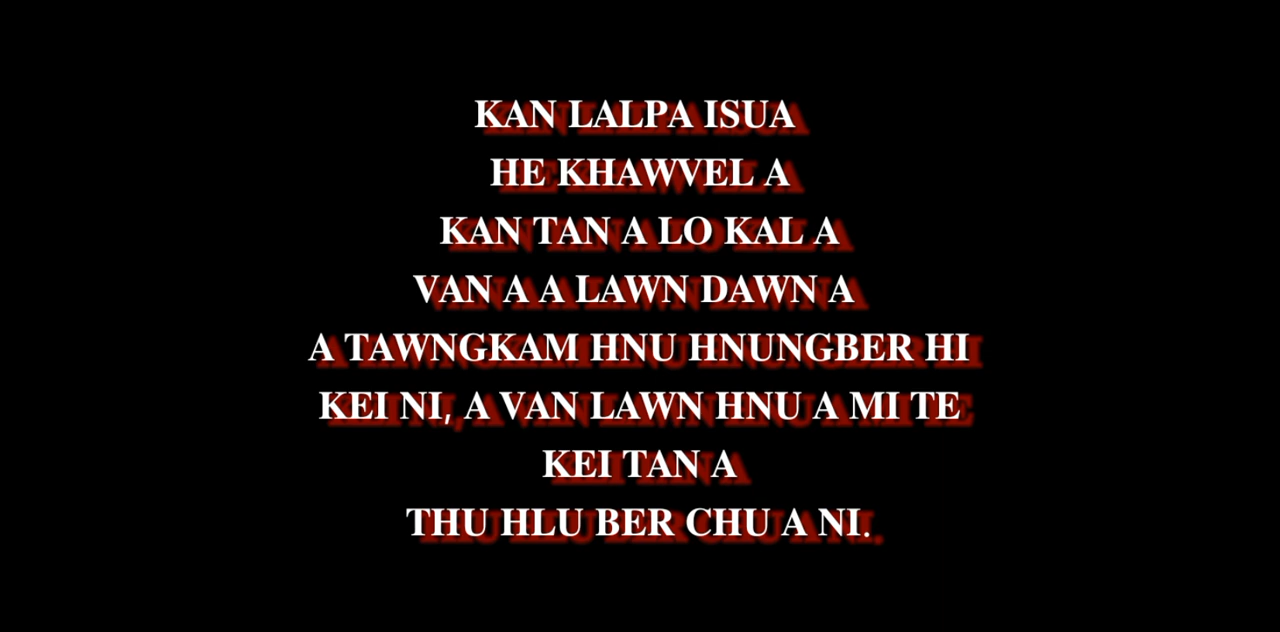 KAN LALPA ISUA
HE KHAWVEL A
KAN TAN A LO KAL A
VAN A A LAWN DAWN A
A TAWNGKAM HNU HNUNGBER HI
KEI NI, A VAN LAWN HNU A MI TE
KEI TAN A
THU HLU BER CHU A NI.